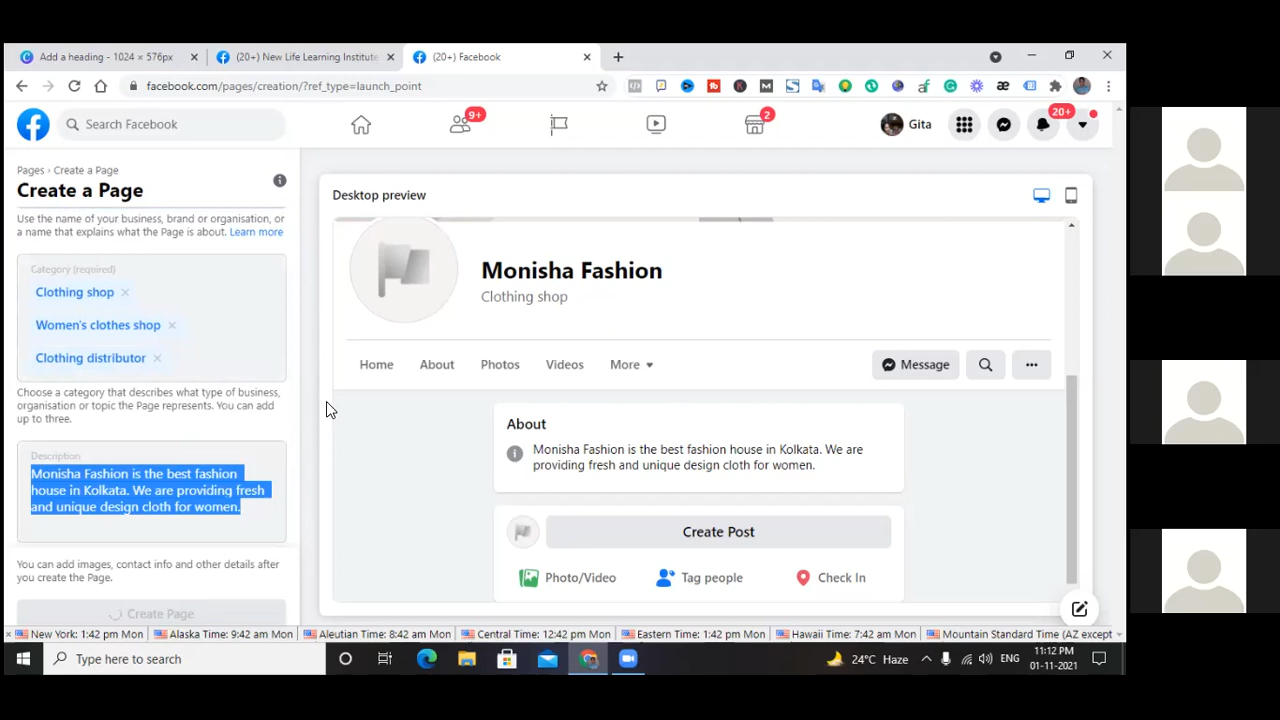 Add a heading - 1024 × 576px
(20+) New Life Learning Institute
(20+) Facebook
facebook.com/pages/creation/?ref_type=launch_point
Search Facebook
9+
2
Gita
20+
Pages › Create a Page
Create a Page
Use the name of your business, brand or organisation, or
a name that explains what the Page is about. Learn more
Category (required)
Clothing shop ×
Women's clothes shop ×
Clothing distributor ×
Choose a category that describes what type of business,
organisation or topic the Page represents. You can add
up to three.
Description
Monisha Fashion is the best fashion
house in Kolkata. We are providing fresh
and unique design cloth for women.
You can add images, contact info and other details after
you create the Page.
Create Page
Desktop preview
Monisha Fashion
Clothing shop
Home
About
Photos
Videos
More
Message
About
Monisha Fashion is the best fashion house in Kolkata. We are
providing fresh and unique design cloth for women.
Create Post
Photo/Video
Tag people
Check In
New York: 1:42 pm Mon
Alaska Time: 9:42 am Mon
Aleutian Time: 8:42 am Mon
Central Time: 12:42 pm Mon
Eastern Time: 1:42 pm Mon
Hawaii Time: 7:42 am Mon
Mountain Standard Time (AZ except
Type here to search
24°C Haze
ENG
11:12 PM
01-11-2021